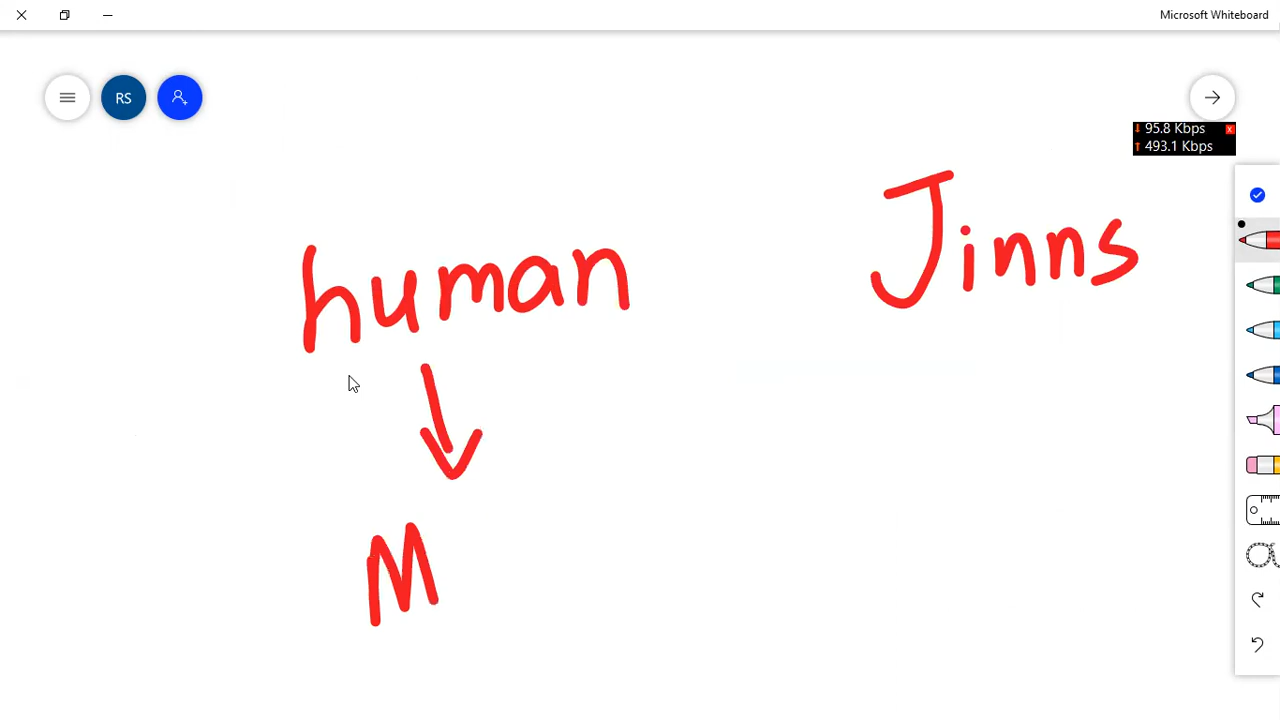 Microsoft Whiteboard
RS
95.8 Kbps
x
493.1 Kbps
Jinns
human
M